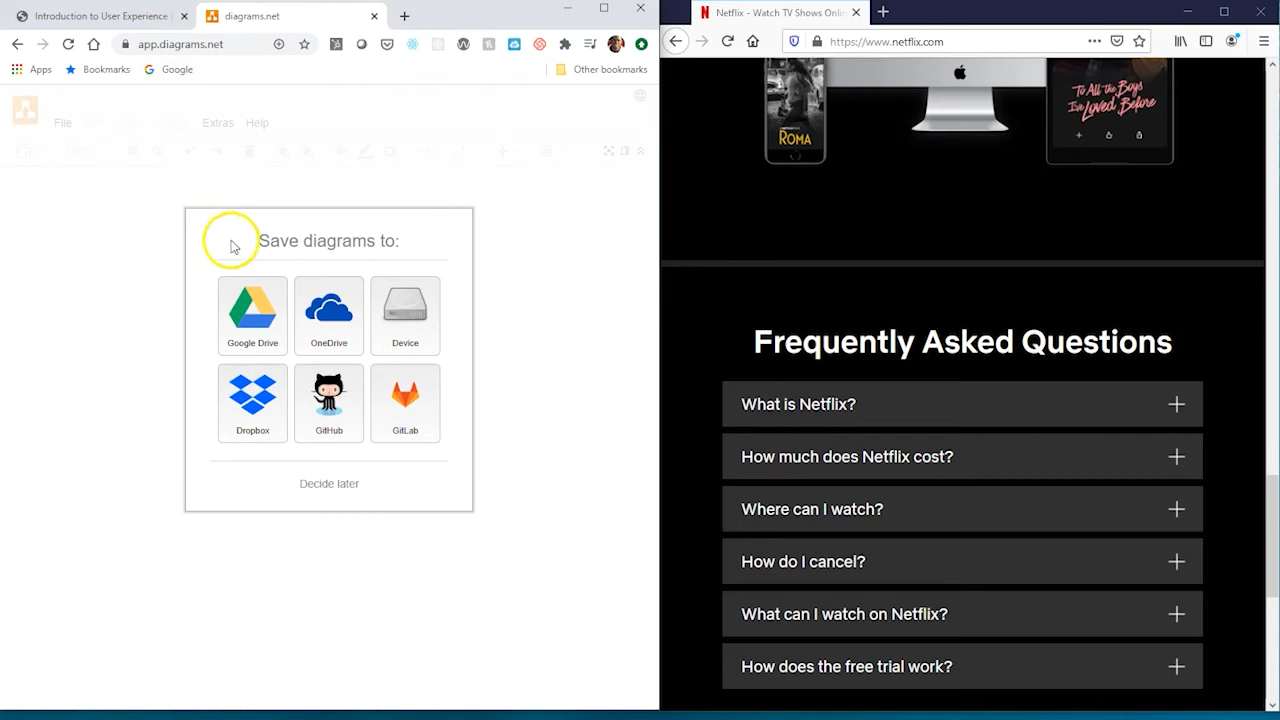 Introduction to User Experience
diagrams.net
app.diagrams.net
Apps
Bookmarks
Google
Other bookmarks
File
Extras
Help
Save diagrams to:
Google Drive
OneDrive
Device
Dropbox
GitHub
GitLab
Decide later
Netflix - Watch TV Shows Onli
https://www.netflix.com
ROMA
To All the Boys
I've Loved Before
Frequently Asked Questions
What is Netflix?
How much does Netflix cost?
Where can I watch?
How do I cancel?
What can I watch on Netflix?
How does the free trial work?